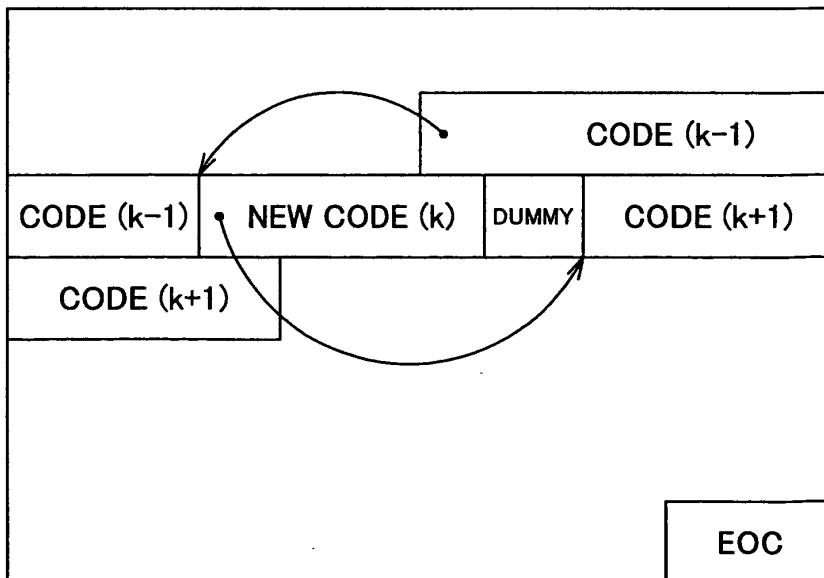 CODE (k-1)
CODE (k-1) NEW CODE (k) DUMMY CODE (k+1)
CODE (k+1)
EOC